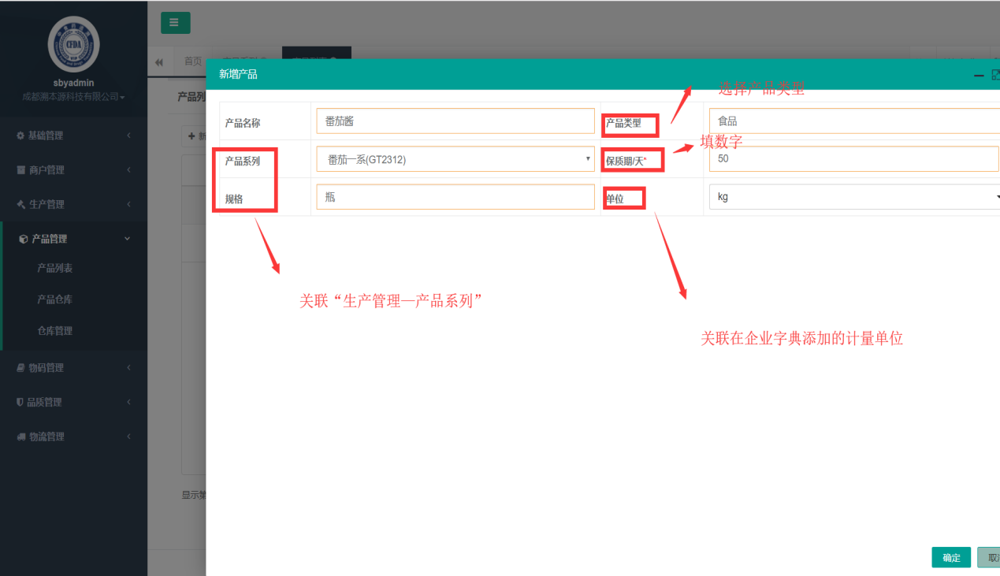 CFDA
sbyadmin
成都溯本源科技有限公司
基础管理
商户管理
生产管理
产品管理
产品列表
产品仓库
仓库管理
物码管理
品质管理
物流管理
首页
产品列
新
显示第
新增产品
选择产品类型
产品名称 番茄酱 产品类型 食品
填数字
产品系列 番茄一系(GT2312) 保质期/天* 50
规格 瓶 单位 kg
关联“生产管理—产品系列”
关联在企业字典添加的计量单位
确定 取